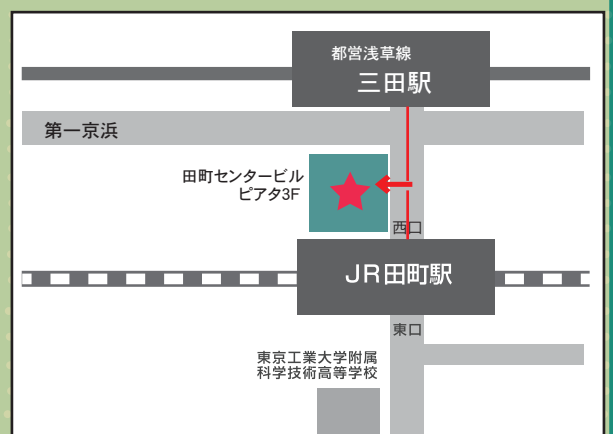 都営浅草線
三田駅
第一京浜
田町センタービル
ピアタ3F
西口
JR田町駅
東口
東京工業大学附属
科学技術高等学校